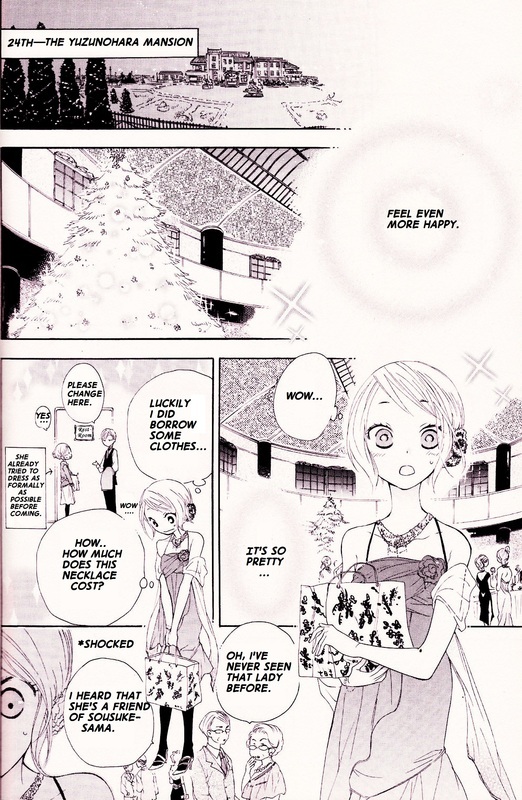 24TH—THE YUZUNOHARA MANSION
FEEL EVEN
MORE HAPPY.
WOW...
IT'S SO
PRETTY
...
LUCKILY
I DID
BORROW
SOME
CLOTHES...
PLEASE
CHANGE
HERE.
YES
...
Rest
Room
SHE
ALREADY
TRIED TO
DRESS AS
FORMALLY
AS
POSSIBLE
BEFORE
COMING.
WOW
...
HOW..
HOW MUCH
DOES THIS
NECKLACE
COST?
OH, I'VE
NEVER SEEN
THAT LADY
BEFORE.
*SHOCKED
I HEARD THAT
SHE'S A FRIEND
OF SOUSUKE-
SAMA.